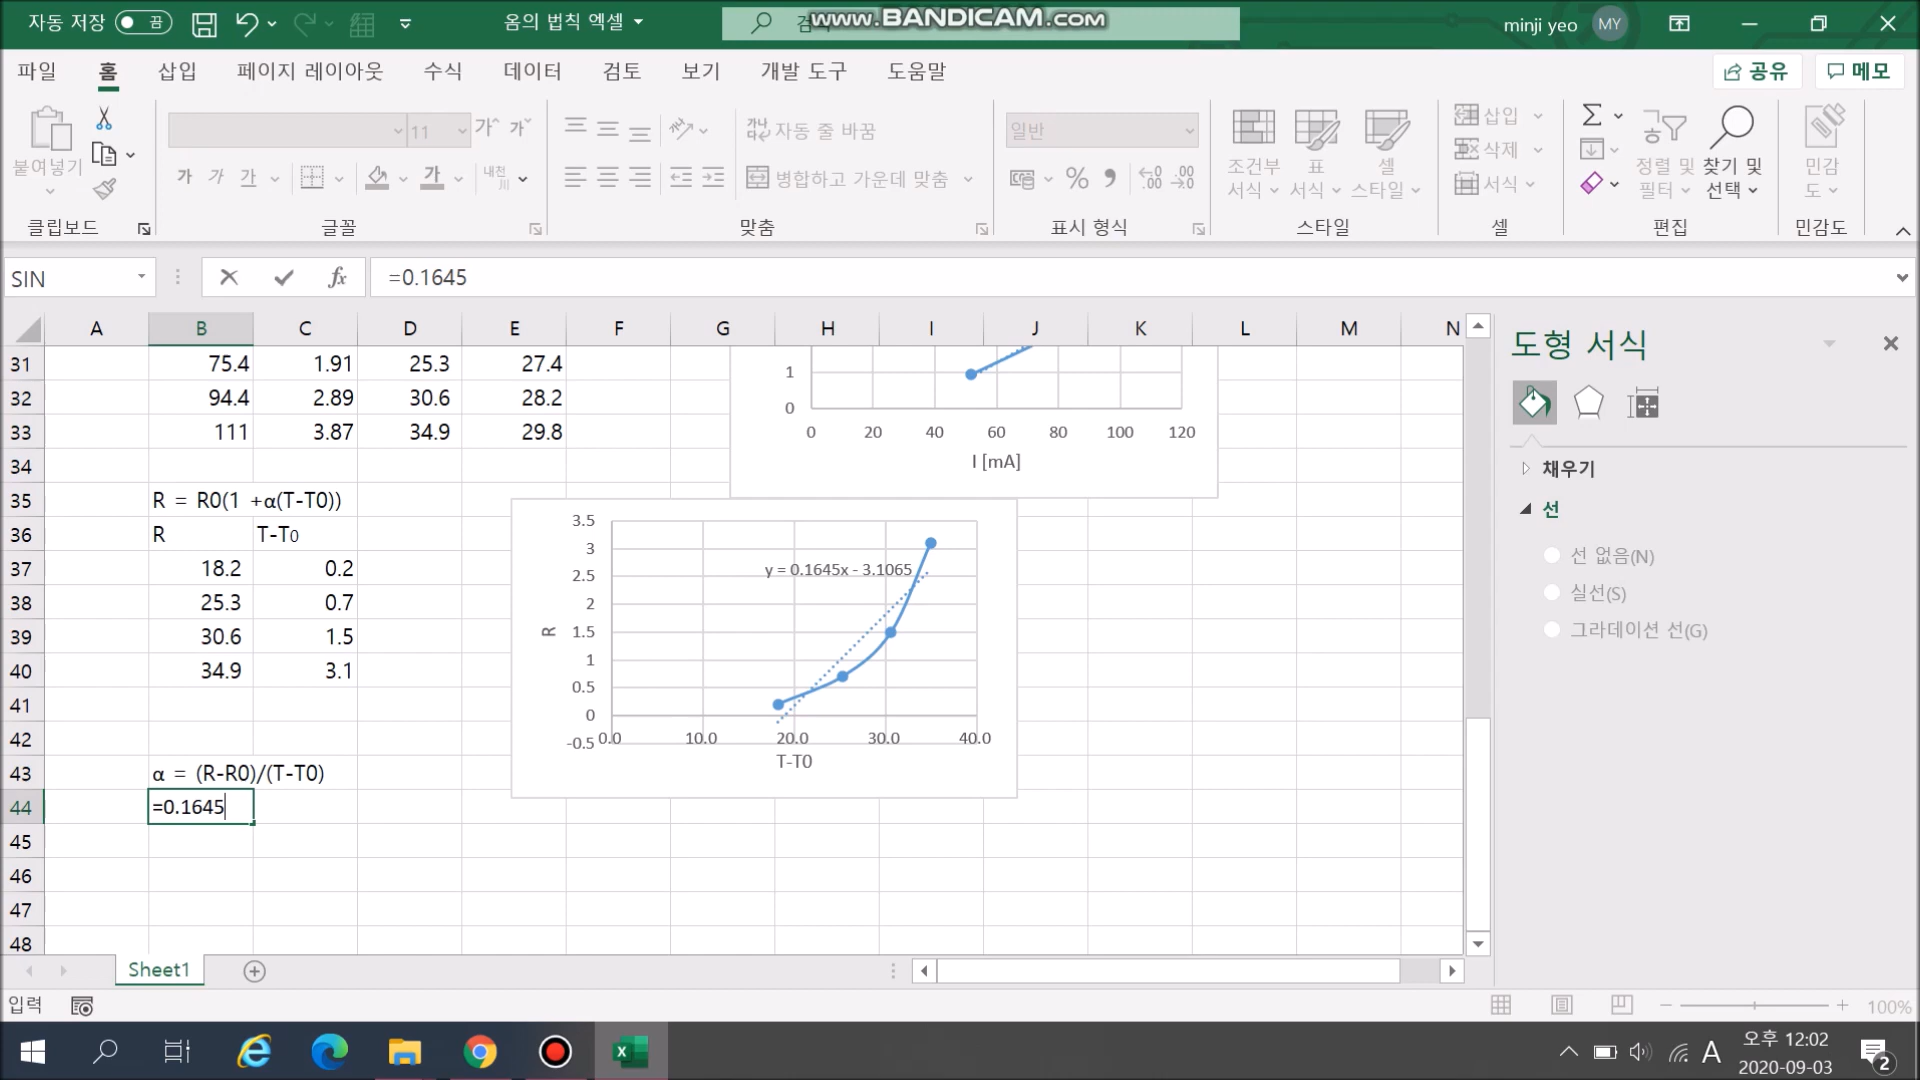 자동 저장 끔 옴의 법칙 엑셀 www.BANDICAM.com minji yeo MY
파일 홈 삽입 페이지 레이아웃 수식 데이터 검토 보기 개발 도구 도움말 공유 메모
붙여넣기
11 가 가
가 가 가 가 내천
자동 줄 바꿈
병합하고 가운데 맞춤
일반
% 9 .00
조건부 서식
표 서식
셀 스타일
삽입
삭제
서식
정렬 및 필터
찾기 및 선택
민감도
클립보드 글꼴 맞춤 표시 형식 스타일 셀 편집 민감도
SIN fx =0.1645
A B C D E F G H I J K L M N
31 75.4 1.91 25.3 27.4
32 94.4 2.89 30.6 28.2
33 111 3.87 34.9 29.8
34
35 R = R0(1 +α(T-T0))
36 R T-T0
37 18.2 0.2
38 25.3 0.7
39 30.6 1.5
40 34.9 3.1
41
42
43 α = (R-R0)/(T-T0)
44 =0.1645
45
46
47
48
1
0
0 20 40 60 80 100 120
I [mA]
3.5
3
y = 0.1645x - 3.1065
2.5
2
R 1.5
1
0.5
0
-0.5 0.0 10.0 20.0 30.0 40.0
T-T0
도형 서식
채우기
선
선 없음(N)
실선(S)
그라데이션 선(G)
Sheet1
입력 100%
A 오후 12:02
2020-09-03
2